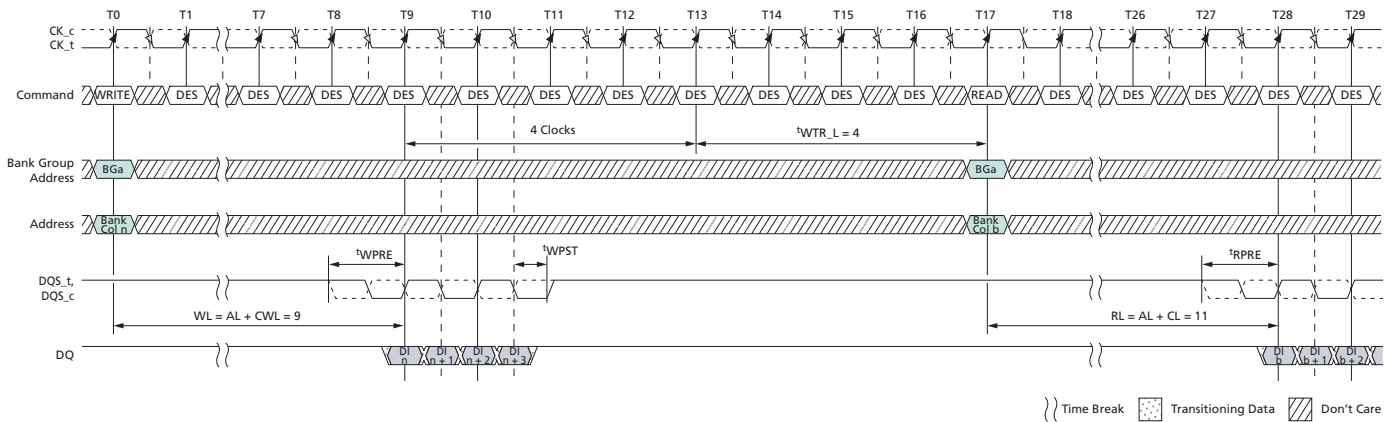 T0 T1 T7 T8 T9 T10 T11 T12 T13 T14 T15 T16 T17 T18 T26 T27 T28 T29
CK_c
CK_t
Command WRITE DES DES DES DES DES DES DES DES DES DES DES READ DES DES DES DES DES
4 Clocks tWTR_L = 4
Bank Group
Address BGa BGa
Address Bank
Col n Bank
Col b
tWPRE tWPST tRPRE
DQS_t,
DQS_c
WL = AL + CWL = 9 RL = AL + CL = 11
DQ DI
n DI
n + 1 DI
n + 2 DI
n + 3 DI
b DI
b + 1 DI
b + 2
Time Break Transitioning Data Don't Care